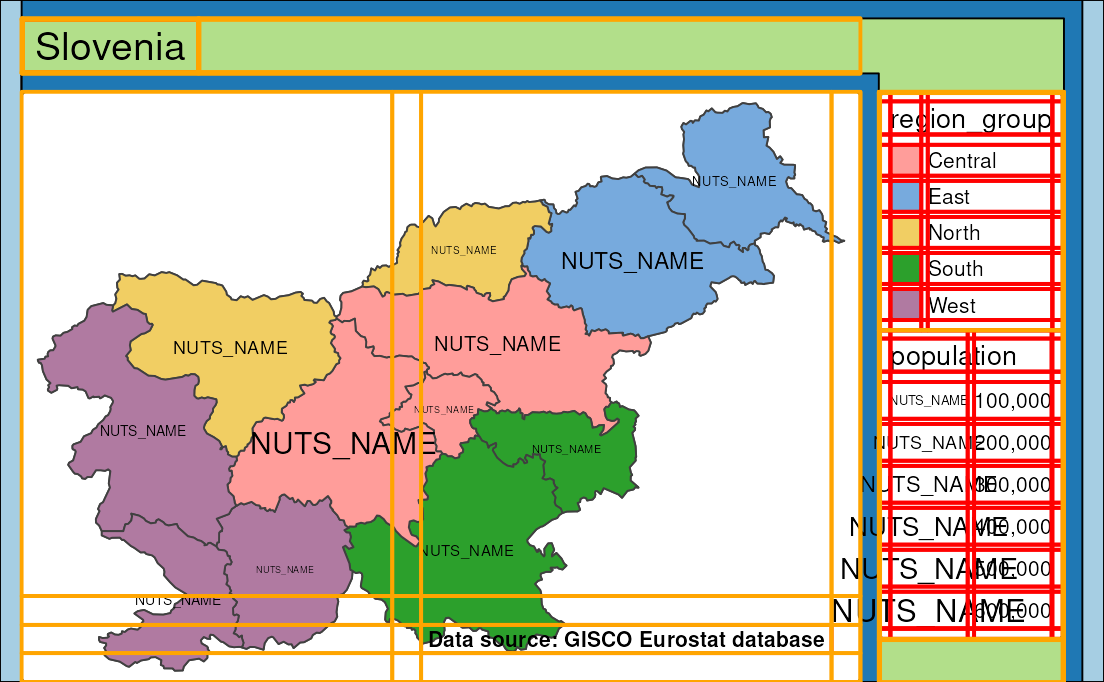 Slovenia
NUTS_NAME
NUTS_NAME
NUTS_NAME
NUTS_NAME
NUTS_NAME
NUTS_NAME
NUTS_NAME
NUTS_NAME
NUTS_NAME
NUTS_NAME
NUTS_NAME
NUTS_NAME
Data source: GISCO Eurostat database
region_group
Central
East
North
South
West
population
NUTS_NAME 100,000
NUTS_NAME 200,000
NUTS_NAME 300,000
NUTS_NAME 400,000
NUTS_NAME 500,000
NUTS_NAME 600,000